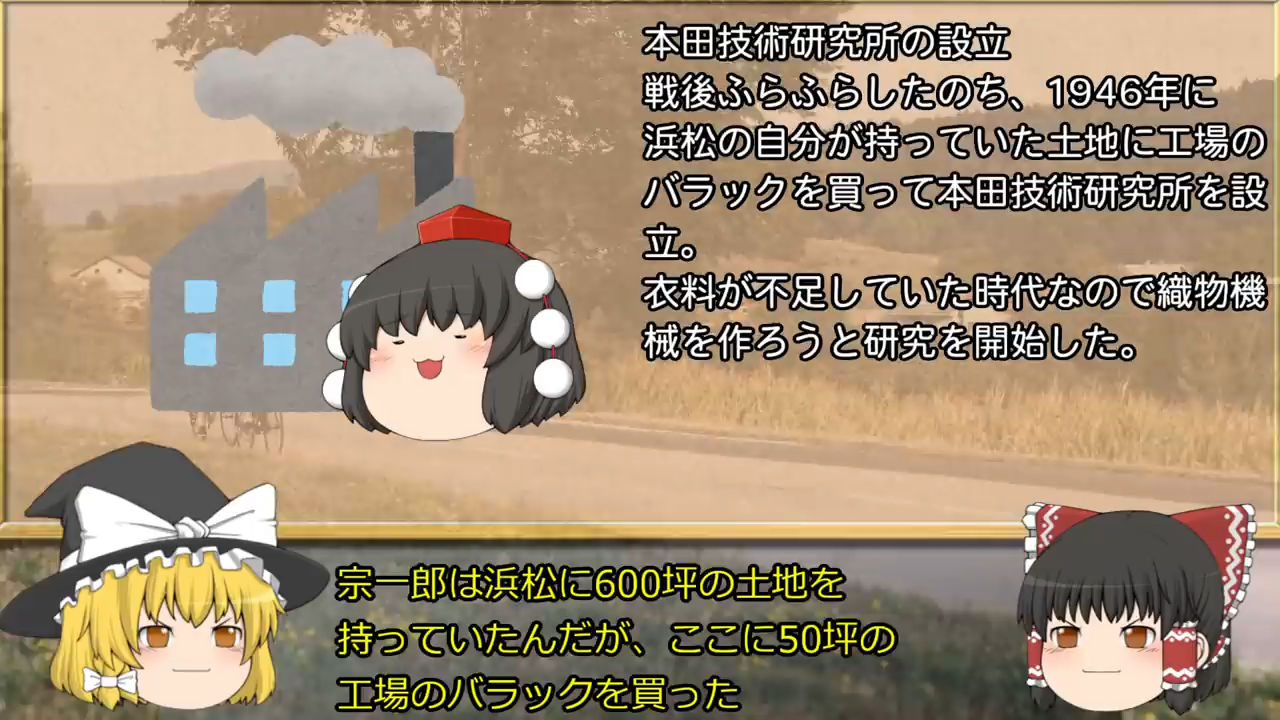 本田技術研究所の設立
戦後ふらふらしたのち、1946年に
浜松の自分が持っていた土地に工場の
バラックを買って本田技術研究所を設
立。
衣料が不足していた時代なので織物機
械を作ろうと研究を開始した。
宗一郎は浜松に600坪の土地を
持っていたんだが、ここに50坪の
工場のバラックを買った